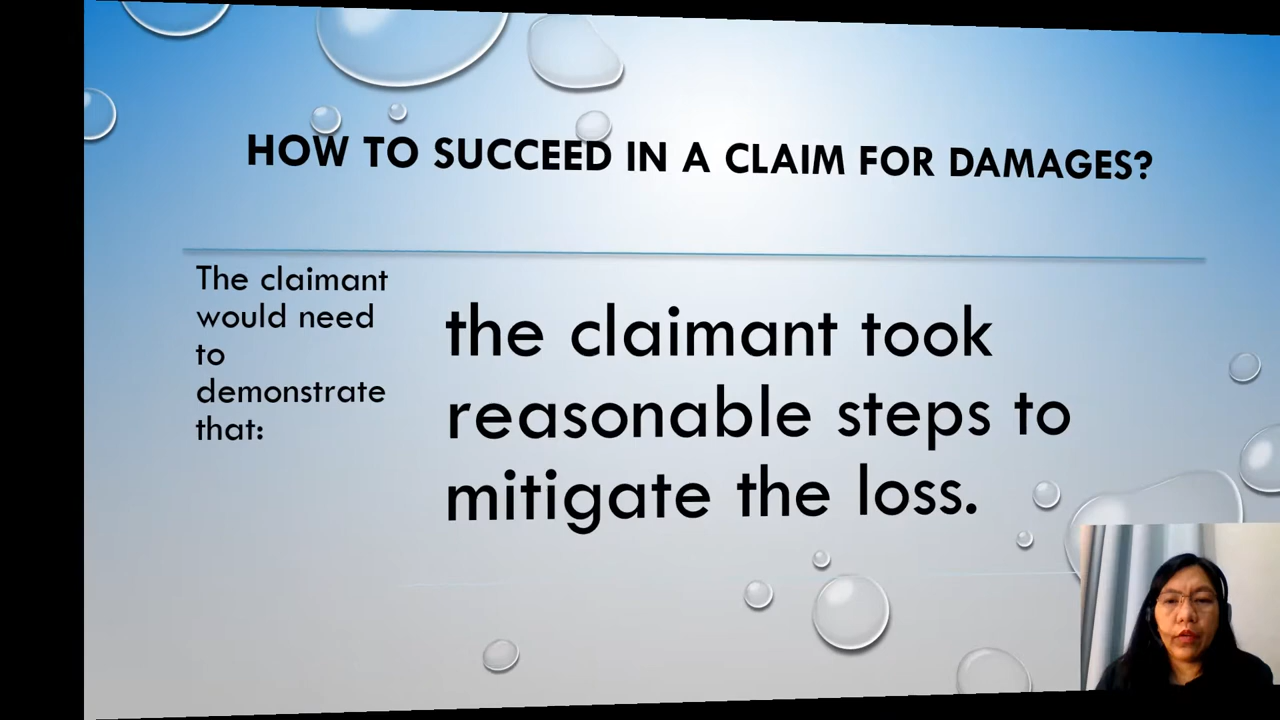 HOW TO SUCCEED IN A CLAIM FOR DAMAGES?
The claimant
would need
to
demonstrate
that:
the claimant took
reasonable steps to
mitigate the loss.